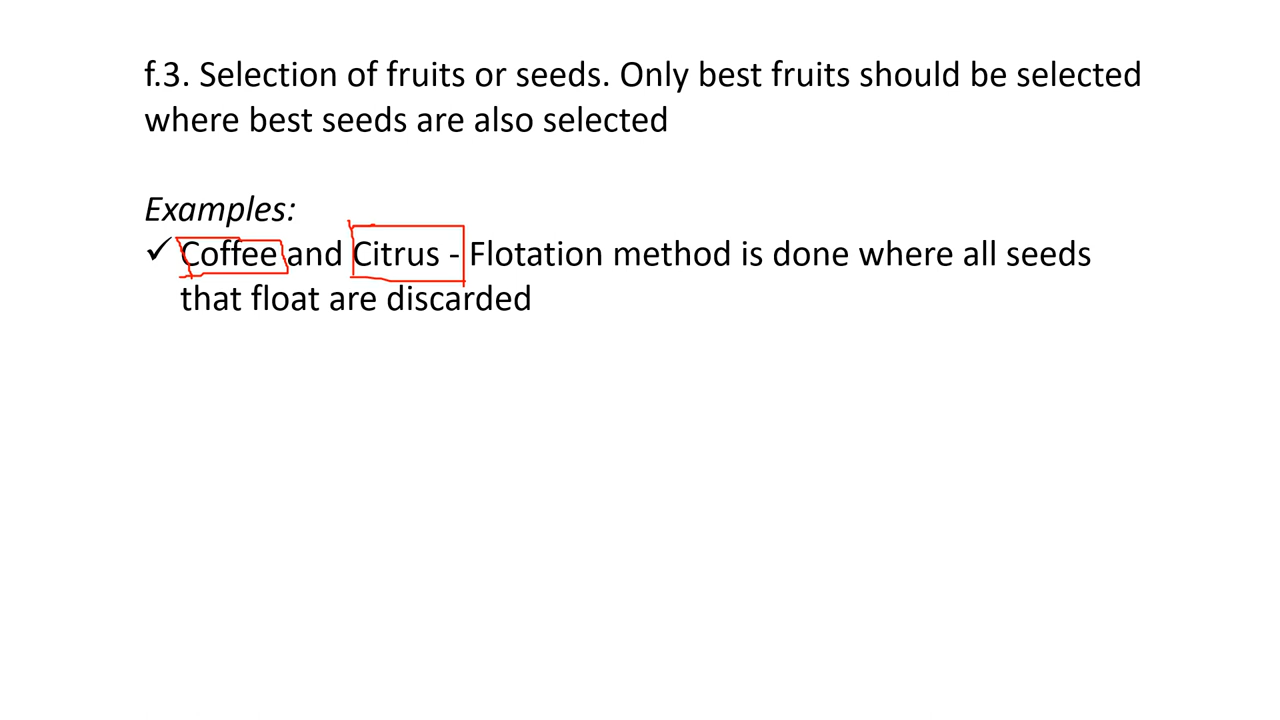 f.3. Selection of fruits or seeds. Only best fruits should be selected
where best seeds are also selected
Examples:
✓ Coffee and Citrus - Flotation method is done where all seeds
that float are discarded